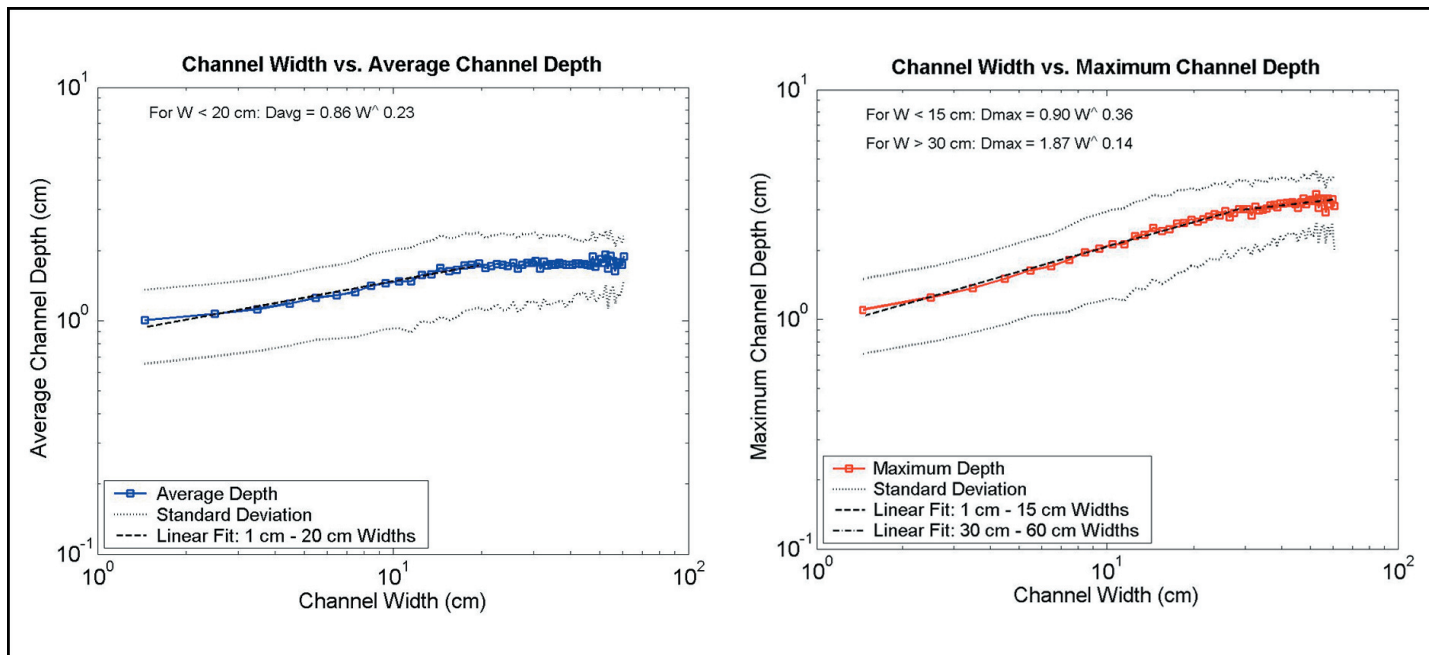 Channel Width vs. Average Channel Depth
10^1
For W < 20 cm: Davg = 0.86 W^ 0.23
Average Channel Depth (cm)
10^0
Average Depth
Standard Deviation
Linear Fit: 1 cm - 20 cm Widths
10^-1
10^0
10^1
10^2
Channel Width (cm)
Channel Width vs. Maximum Channel Depth
10^1
For W < 15 cm: Dmax = 0.90 W^ 0.36
For W > 30 cm: Dmax = 1.87 W^ 0.14
Maximum Channel Depth (cm)
10^0
Maximum Depth
Standard Deviation
Linear Fit: 1 cm - 15 cm Widths
Linear Fit: 30 cm - 60 cm Widths
10^-1
10^0
10^1
10^2
Channel Width (cm)